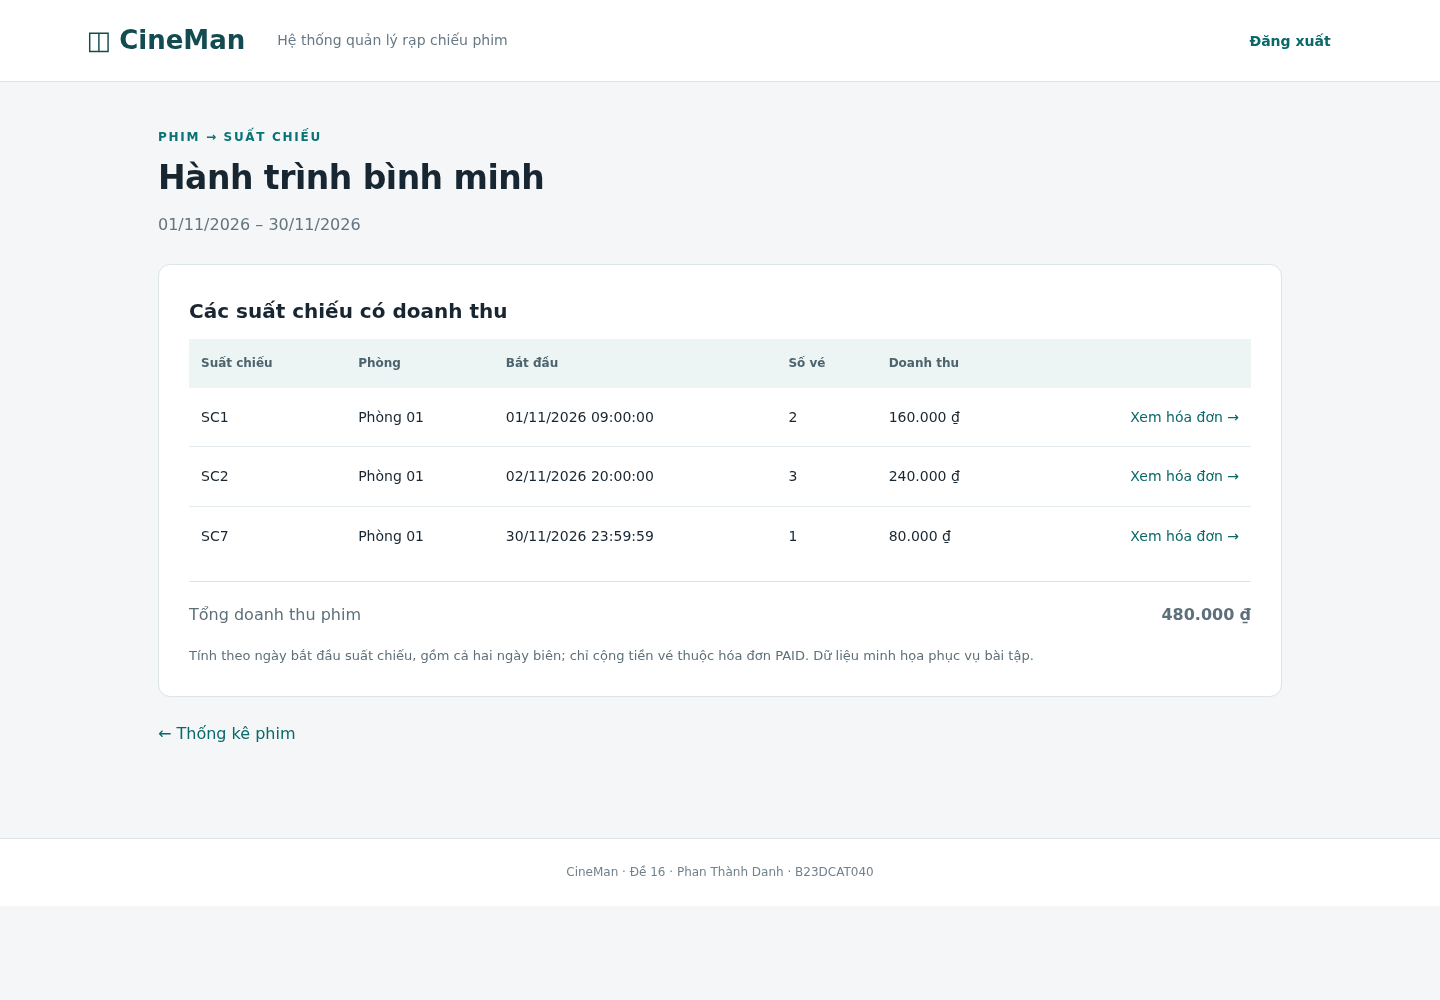 CineMan Hệ thống quản lý rạp chiếu phim Đăng xuất
PHIM → SUẤT CHIẾU
Hành trình bình minh
01/11/2026 – 30/11/2026
Các suất chiếu có doanh thu
Suất chiếu Phòng Bắt đầu Số vé Doanh thu
SC1 Phòng 01 01/11/2026 09:00:00 2 160.000 ₫ Xem hóa đơn →
SC2 Phòng 01 02/11/2026 20:00:00 3 240.000 ₫ Xem hóa đơn →
SC7 Phòng 01 30/11/2026 23:59:59 1 80.000 ₫ Xem hóa đơn →
Tổng doanh thu phim 480.000 ₫
Tính theo ngày bắt đầu suất chiếu, gồm cả hai ngày biên; chỉ cộng tiền vé thuộc hóa đơn PAID. Dữ liệu minh họa phục vụ bài tập.
← Thống kê phim
CineMan · Đề 16 · Phan Thành Danh · B23DCAT040